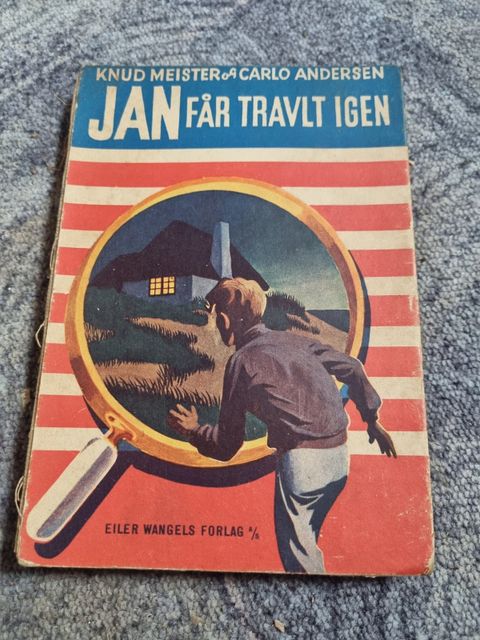 KNUD MEISTER OG CARLO ANDERSEN
JAN FÅR TRAVLT IGEN
EILER WANGELS FORLAG A/S